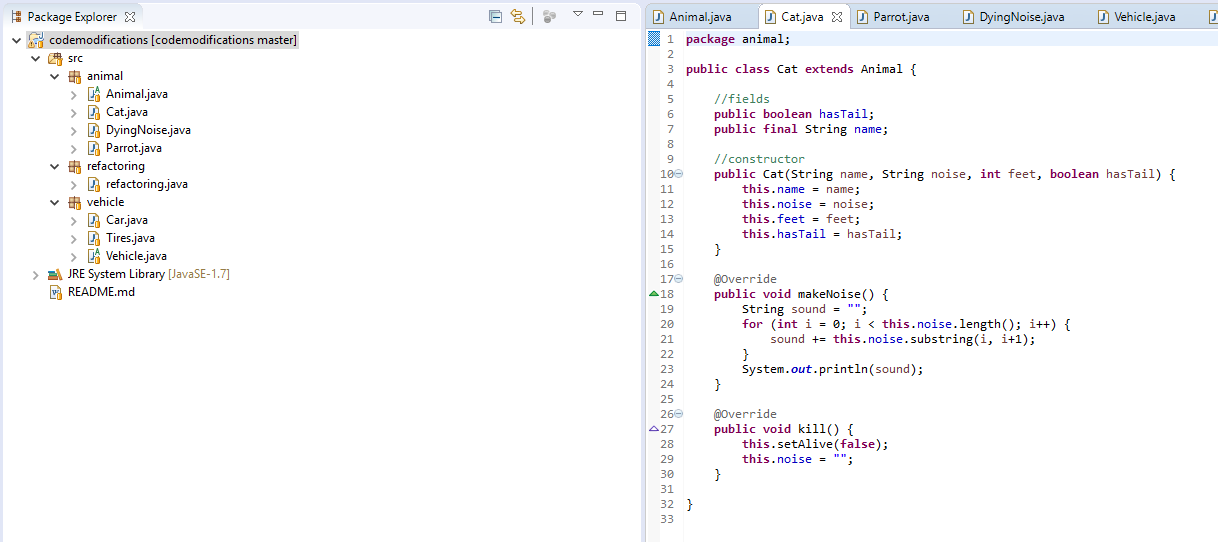 Package Explorer
codemodifications [codemodifications master]
src
animal
Animal.java
Cat.java
DyingNoise.java
Parrot.java
refactoring
refactoring.java
vehicle
Car.java
Tires.java
Vehicle.java
JRE System Library [JavaSE-1.7]
README.md
Animal.java Cat.java Parrot.java DyingNoise.java Vehicle.java
1 package animal;
2
3 public class Cat extends Animal {
4
5 //fields
6 public boolean hasTail;
7 public final String name;
8
9 //constructor
10 public Cat(String name, String noise, int feet, boolean hasTail) {
11 this.name = name;
12 this.noise = noise;
13 this.feet = feet;
14 this.hasTail = hasTail;
15 }
16
17 @Override
18 public void makeNoise() {
19 String sound = "";
20 for (int i = 0; i < this.noise.length(); i++) {
21 sound += this.noise.substring(i, i+1);
22 }
23 System.out.println(sound);
24 }
25
26 @Override
27 public void kill() {
28 this.setAlive(false);
29 this.noise = "";
30 }
31
32 }
33